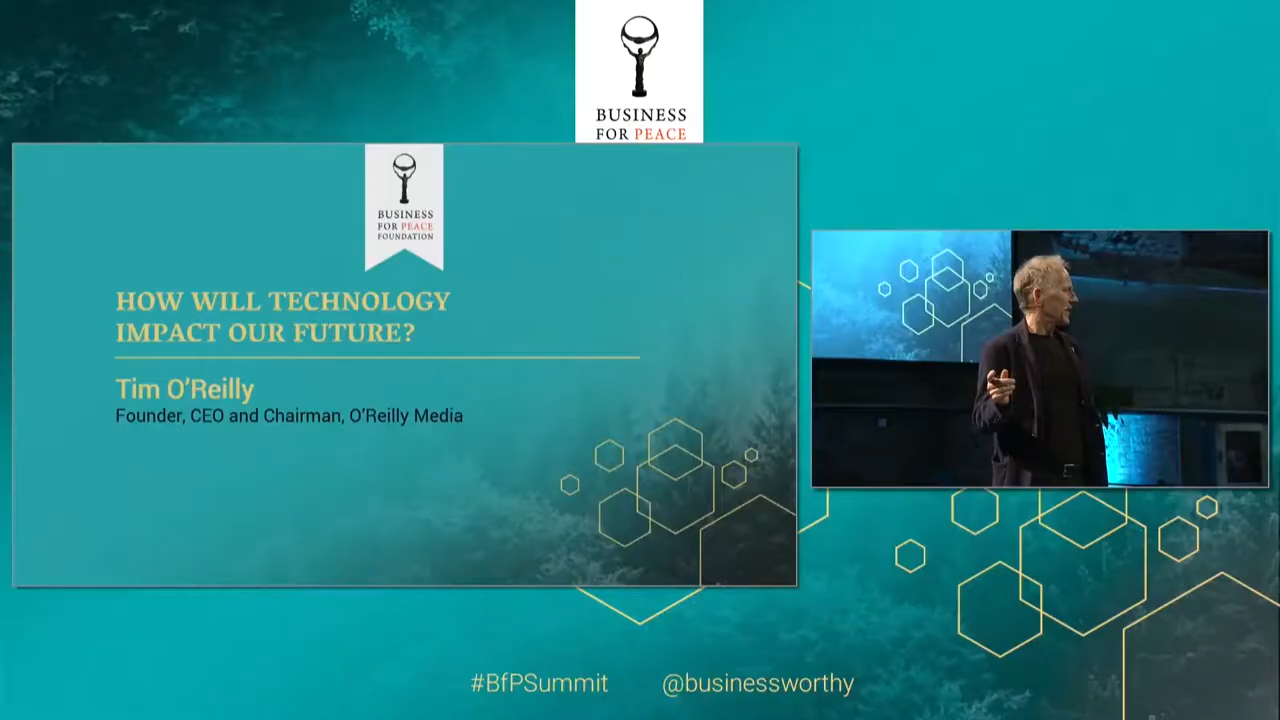 BUSINESS
FOR PEACE
BUSINESS
FOR PEACE
FOUNDATION
HOW WILL TECHNOLOGY
IMPACT OUR FUTURE?
Tim O'Reilly
Founder, CEO and Chairman, O'Reilly Media
#BfPSummit @businessworthy